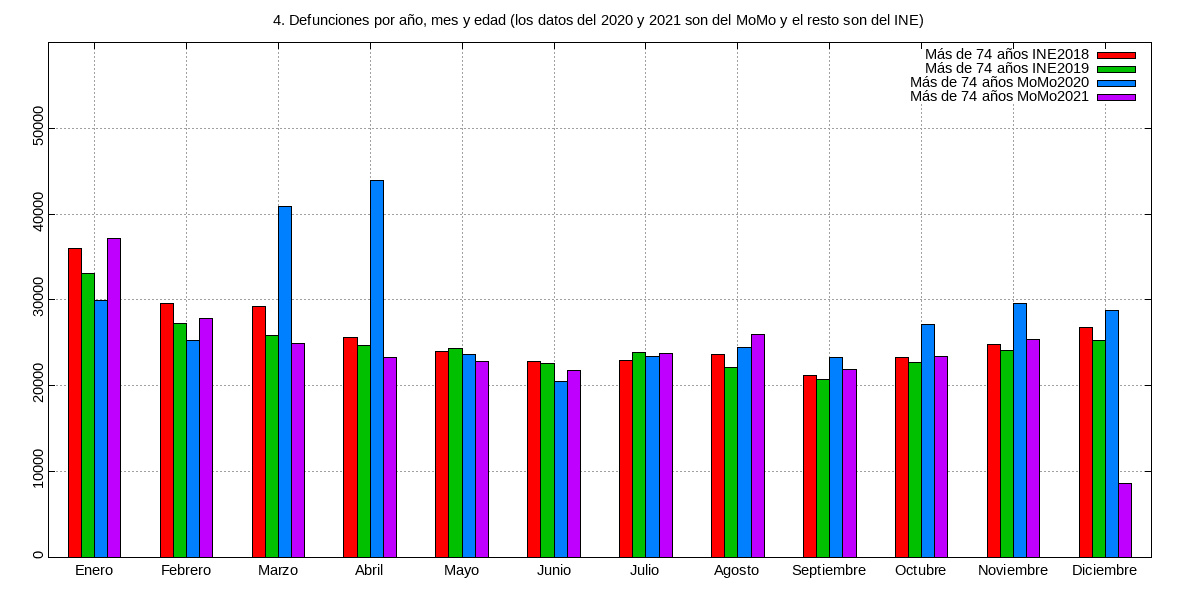 4. Defunciones por año, mes y edad (los datos del 2020 y 2021 son del MoMo y el resto son del INE)
Más de 74 años INE2018
Más de 74 años INE2019
Más de 74 años MoMo2020
Más de 74 años MoMo2021
50000
40000
30000
20000
10000
0
Enero Febrero Marzo Abril Mayo Junio Julio Agosto Septiembre Octubre Noviembre Diciembre